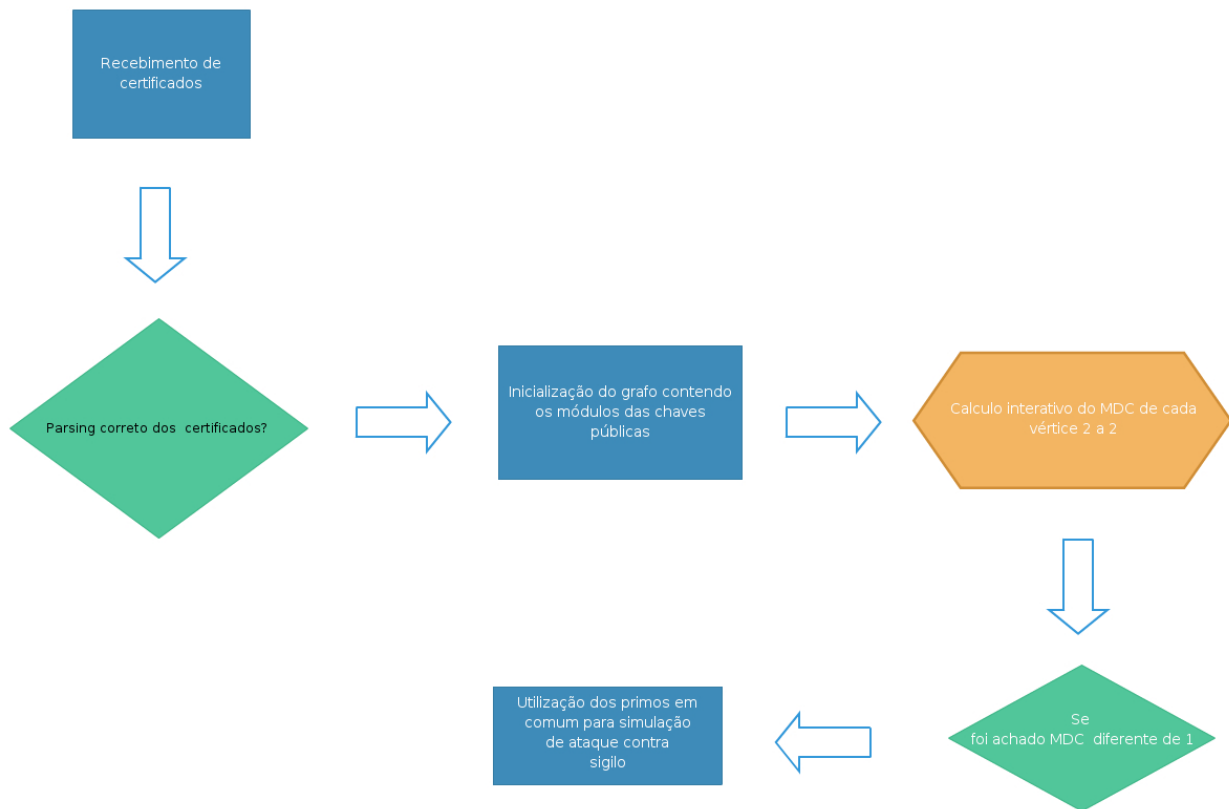 Recebimento de
certificados
Parsing correto dos  certificados?
Inicialização do grafo contendo
os módulos das chaves
públicas
Calculo interativo do MDC de cada
vértice 2 a 2
Se
foi achado MDC  diferente de 1
Utilização dos primos em
comum para simulação
de ataque contra
sigilo